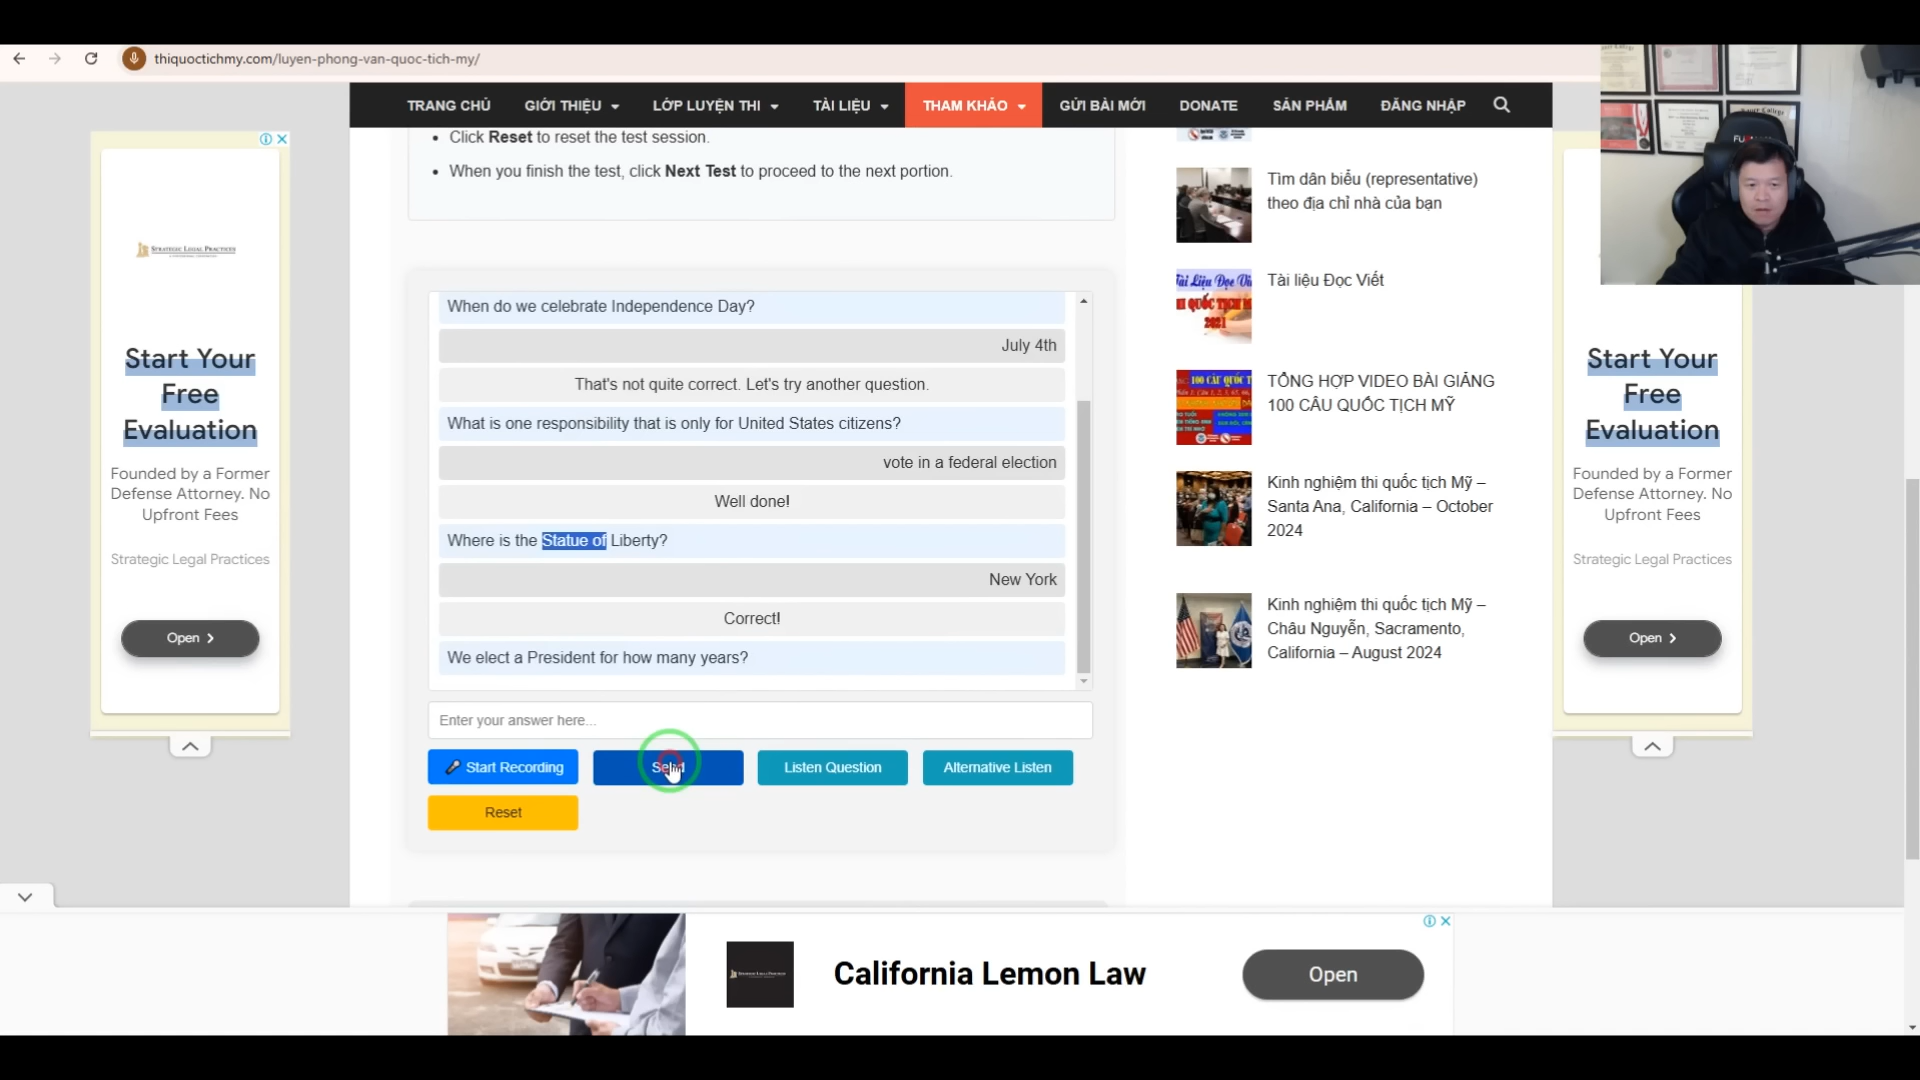 thiquoctichmy.com/luyen-phong-van-quoc-tich-my/
TRANG CHỦ GIỚI THIỆU LỚP LUYỆN THI TÀI LIỆU THAM KHẢO GỬI BÀI MỚI DONATE SẢN PHẨM ĐĂNG NHẬP
Click Reset to reset the test session.
When you finish the test, click Next Test to proceed to the next portion.
When do we celebrate Independence Day?
July 4th
That's not quite correct. Let's try another question.
What is one responsibility that is only for United States citizens?
vote in a federal election
Well done!
Where is the Statue of Liberty?
New York
Correct!
We elect a President for how many years?
Enter your answer here...
Start Recording
Send
Listen Question
Alternative Listen
Reset
Tìm dân biểu (representative)
theo địa chỉ nhà của bạn
Tài liệu Đọc Viết
TỔNG HỢP VIDEO BÀI GIẢNG
100 CÂU QUỐC TỊCH MỸ
Kinh nghiệm thi quốc tịch Mỹ –
Santa Ana, California – October
2024
Kinh nghiệm thi quốc tịch Mỹ –
Châu Nguyễn, Sacramento,
California – August 2024
STRATEGIC LEGAL PRACTICES
Start Your
Free
Evaluation
Founded by a Former
Defense Attorney. No
Upfront Fees
Strategic Legal Practices
Open
Start Your
Free
Evaluation
Founded by a Former
Defense Attorney. No
Upfront Fees
Strategic Legal Practices
Open
California Lemon Law
Open